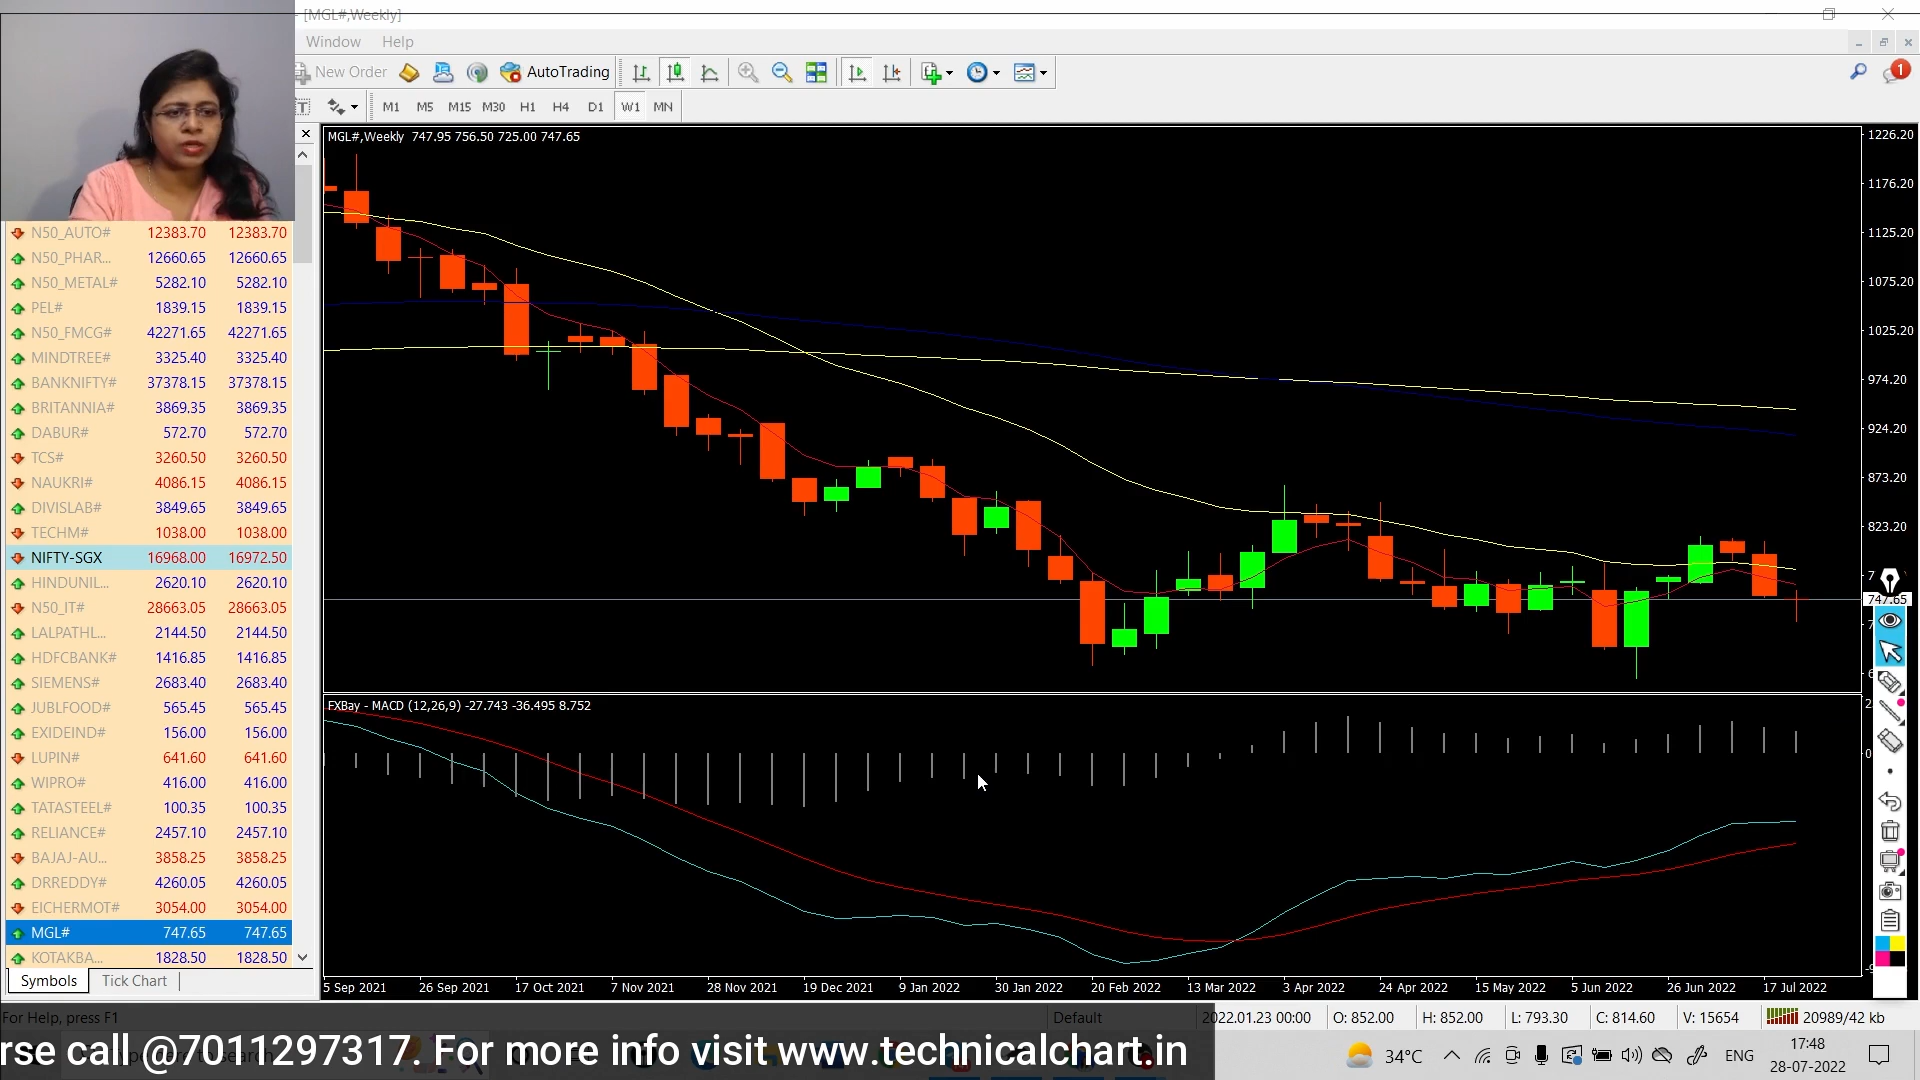 [MGL#,Weekly]
Window Help
New Order AutoTrading
1
T M1 M5 M15 M30 H1 H4 D1 W1 MN
MGL#,Weekly 747.95 756.50 725.00 747.65
1226.20
1176.20
1125.20
1075.20
1025.20
974.20
924.20
873.20
823.20
747.65
N50_AUTO# 12383.70 12383.70
N50_PHAR... 12660.65 12660.65
N50_METAL# 5282.10 5282.10
PEL# 1839.15 1839.15
N50_FMCG# 42271.65 42271.65
MINDTREE# 3325.40 3325.40
BANKNIFTY# 37378.15 37378.15
BRITANNIA# 3869.35 3869.35
DABUR# 572.70 572.70
TCS# 3260.50 3260.50
NAUKRI# 4086.15 4086.15
DIVISLAB# 3849.65 3849.65
TECHM# 1038.00 1038.00
NIFTY-SGX 16968.00 16972.50
HINDUNIL... 2620.10 2620.10
N50_IT# 28663.05 28663.05
LALPATHL... 2144.50 2144.50
HDFCBANK# 1416.85 1416.85
SIEMENS# 2683.40 2683.40
JUBLFOOD# 565.45 565.45
EXIDEIND# 156.00 156.00
LUPIN# 641.60 641.60
WIPRO# 416.00 416.00
TATASTEEL# 100.35 100.35
RELIANCE# 2457.10 2457.10
BAJAJ-AU... 3858.25 3858.25
DRREDDY# 4260.05 4260.05
EICHERMOT# 3054.00 3054.00
MGL# 747.65 747.65
KOTAKBA... 1828.50 1828.50
Symbols Tick Chart
FXBay - MACD (12,26,9) -27.743 -36.495 8.752
0
5 Sep 2021 26 Sep 2021 17 Oct 2021 7 Nov 2021 28 Nov 2021 19 Dec 2021 9 Jan 2022 30 Jan 2022 20 Feb 2022 13 Mar 2022 3 Apr 2022 24 Apr 2022 15 May 2022 5 Jun 2022 26 Jun 2022 17 Jul 2022
For Help, press F1 Default 2022.01.23 00:00 O: 852.00 H: 852.00 L: 793.30 C: 814.60 V: 15654 20989/42 kb
rse call @7011297317. For more info visit www.technicalchart.in
34°C ENG 17:48
28-07-2022